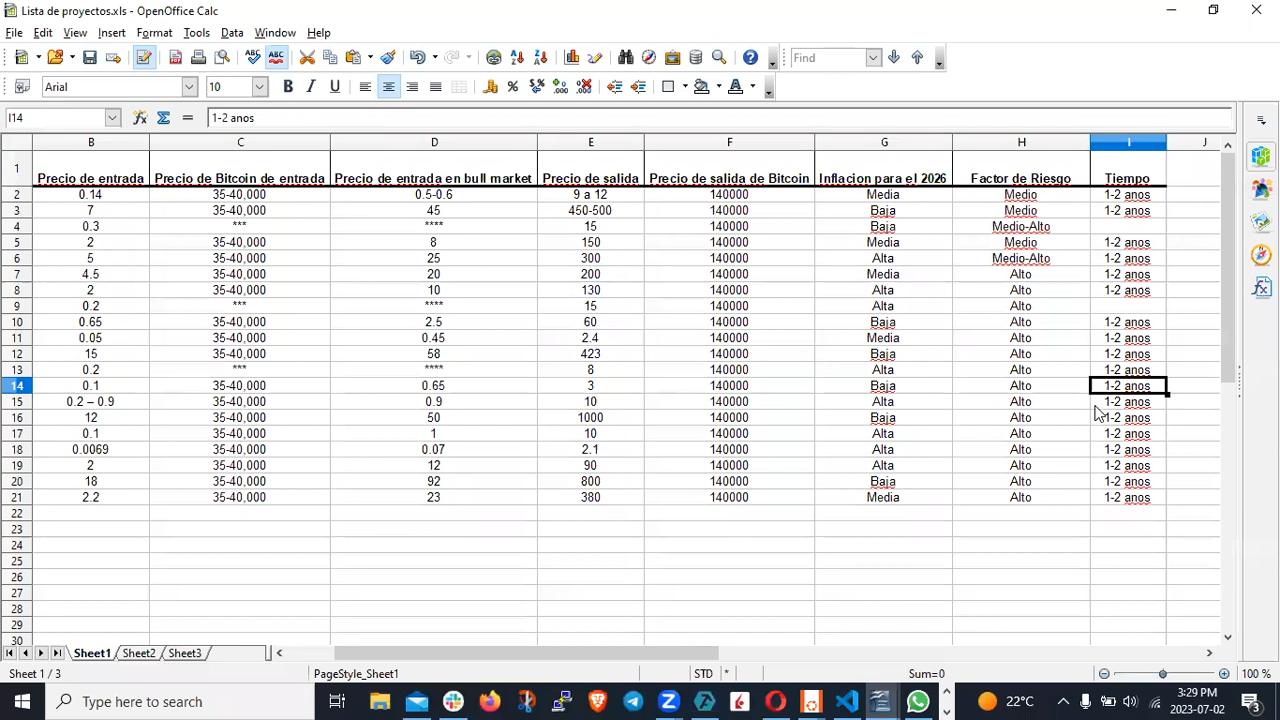 Lista de proyectos.xls - OpenOffice Calc
File Edit View Insert Format Tools Data Window Help
Find
Arial 10
I14 1-2 anos
B C D E F G H I J
1 Precio de entrada Precio de Bitcoin de entrada Precio de entrada en bull market Precio de salida Precio de salida de Bitcoin Inflacion para el 2026 Factor de Riesgo Tiempo
2 0.14 35-40,000 0.5-0.6 9 a 12 140000 Media Medio 1-2 anos
3 7 35-40,000 45 450-500 140000 Baja Medio 1-2 anos
4 0.3 *** **** 15 140000 Baja Medio-Alto
5 2 35-40,000 8 150 140000 Media Medio 1-2 anos
6 5 35-40,000 25 300 140000 Alta Medio-Alto 1-2 anos
7 4.5 35-40,000 20 200 140000 Media Alto 1-2 anos
8 2 35-40,000 10 130 140000 Alta Alto 1-2 anos
9 0.2 *** **** 15 140000 Alta Alto
10 0.65 35-40,000 2.5 60 140000 Baja Alto 1-2 anos
11 0.05 35-40,000 0.45 2.4 140000 Media Alto 1-2 anos
12 15 35-40,000 58 423 140000 Baja Alto 1-2 anos
13 0.2 *** **** 8 140000 Alta Alto 1-2 anos
14 0.1 35-40,000 0.65 3 140000 Baja Alto 1-2 anos
15 0.2 – 0.9 35-40,000 0.9 10 140000 Alta Alto 1-2 anos
16 12 35-40,000 50 1000 140000 Baja Alto 1-2 anos
17 0.1 35-40,000 1 10 140000 Alta Alto 1-2 anos
18 0.0069 35-40,000 0.07 2.1 140000 Alta Alto 1-2 anos
19 2 35-40,000 12 90 140000 Alta Alto 1-2 anos
20 18 35-40,000 92 800 140000 Baja Alto 1-2 anos
21 2.2 35-40,000 23 380 140000 Media Alto 1-2 anos
22
23
24
25
26
27
28
29
30
Sheet1 Sheet2 Sheet3
Sheet 1 / 3 PageStyle_Sheet1 STD * Sum=0 100 %
Type here to search 22°C 3:29 PM
2023-07-02 3